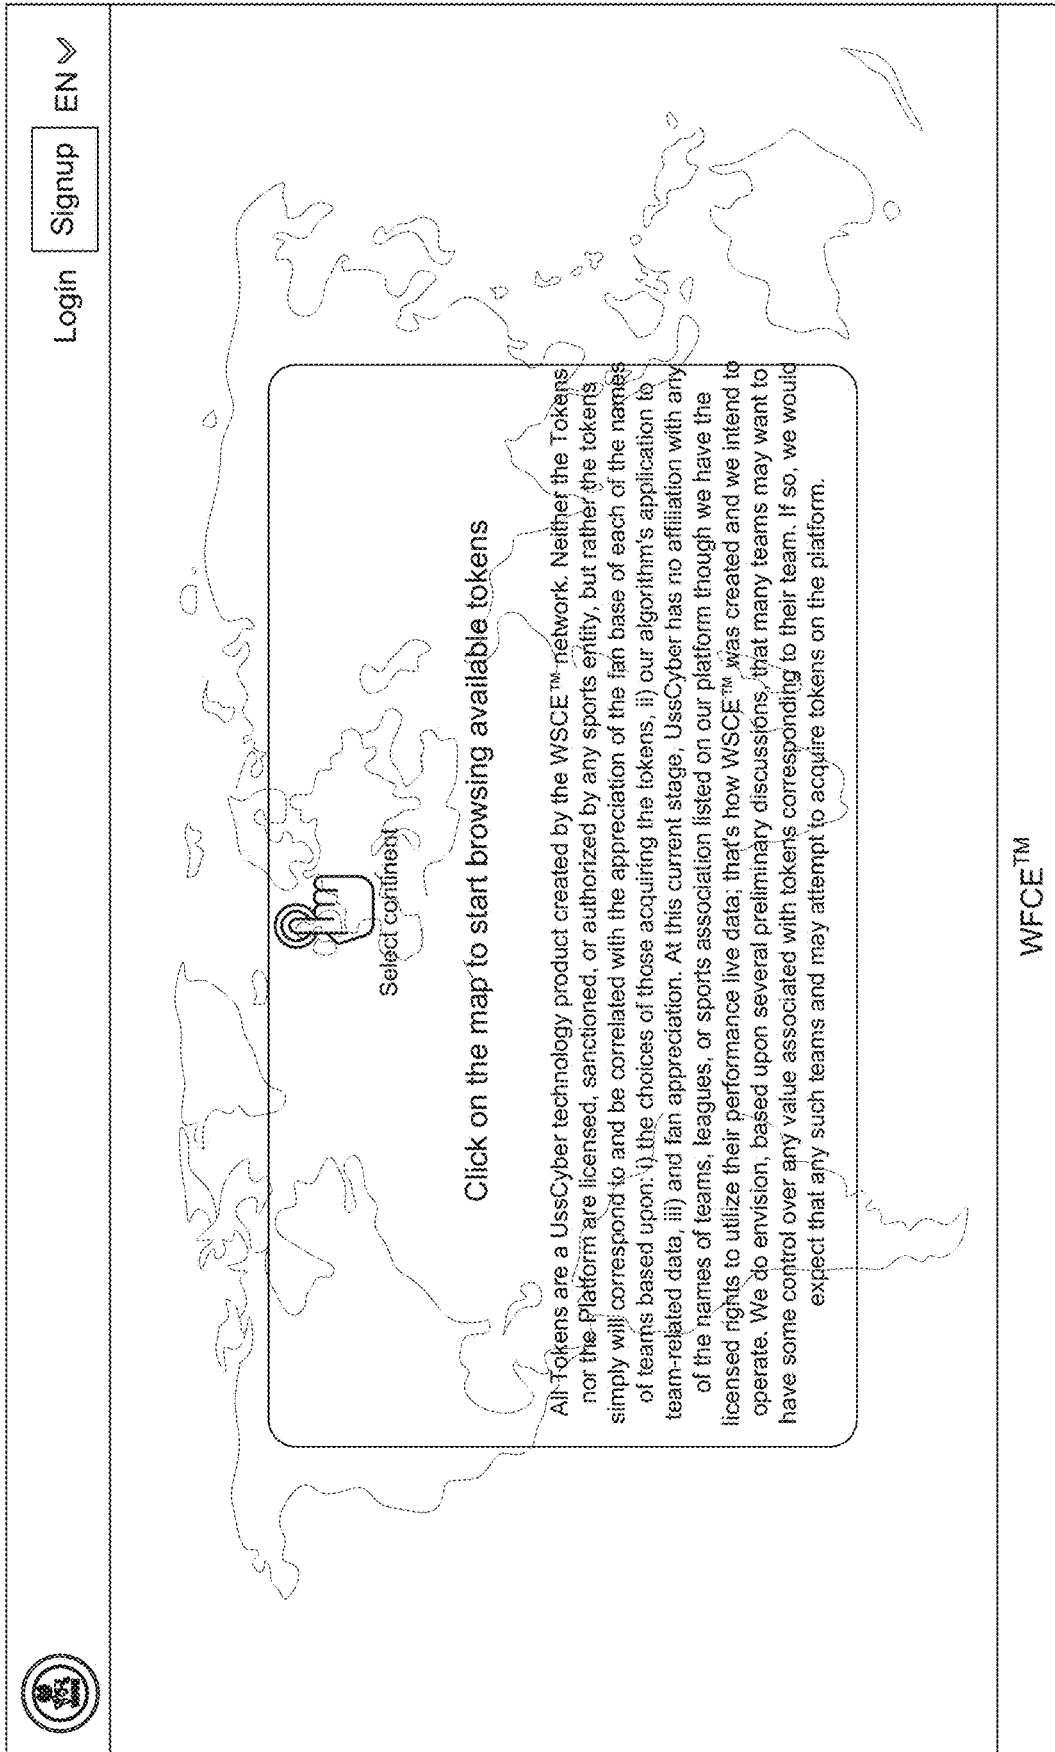 Login Signup EN
Select continent
Click on the map to start browsing available tokens
All Tokens are a UssCyber technology product created by the WSCE™ network. Neither the Tokens
nor the Platform are licensed, sanctioned, or authorized by any sports entity, but rather the tokens
simply will correspond to and be correlated with the appreciation of the fan base of each of the names
of teams based upon: i) the choices of those acquiring the tokens, ii) our algorithm's application to
team-related data, iii) and fan appreciation. At this current stage, UssCyber has no affiliation with any
of the names of teams, leagues, or sports association listed on our platform though we have the
licensed rights to utilize their performance live data; that's how WSCE™ was created and we intend to
operate. We do envision, based upon several preliminary discussions, that many teams may want to
have some control over any value associated with tokens corresponding to their team. If so, we would
expect that any such teams and may attempt to acquire tokens on the platform.
WFCE™